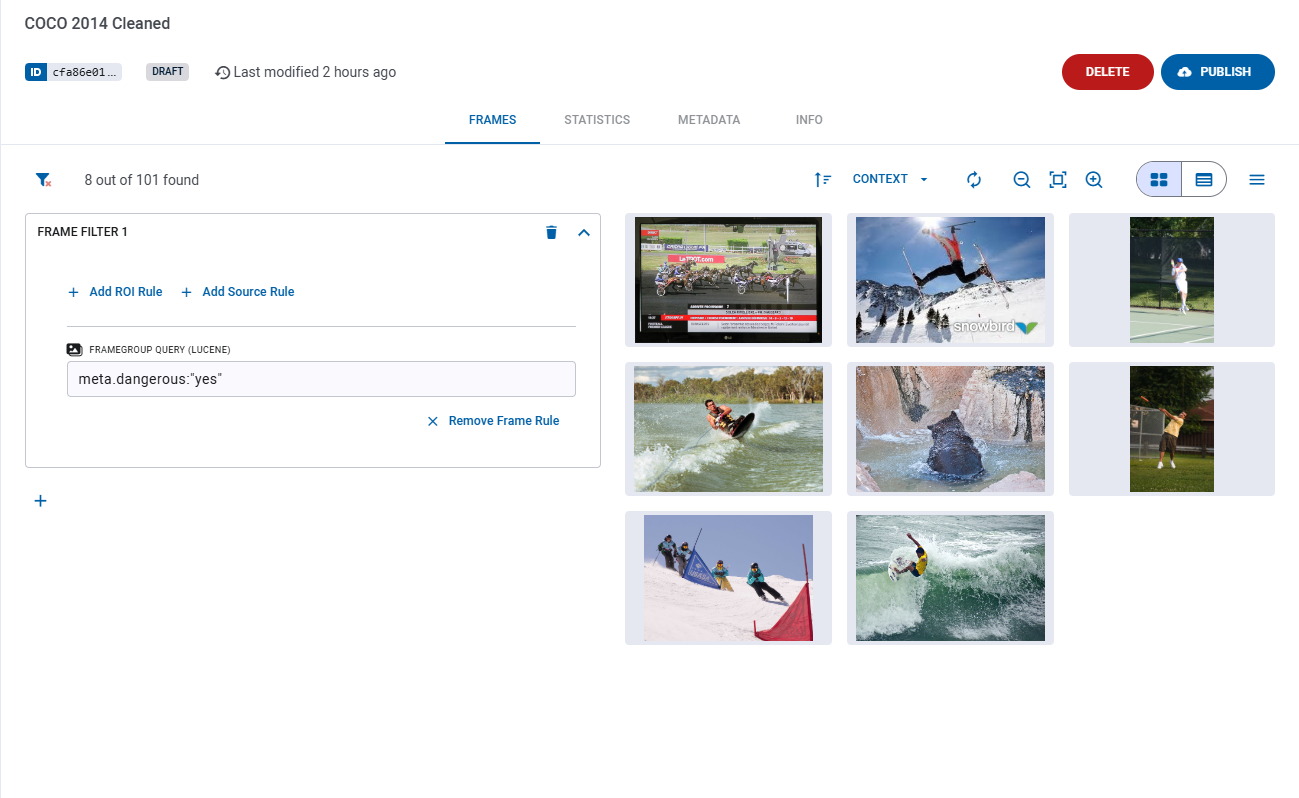 COCO 2014 Cleaned
ID cfa86e01...
DRAFT
Last modified 2 hours ago
DELETE
PUBLISH
FRAMES
STATISTICS
METADATA
INFO
8 out of 101 found
CONTEXT
FRAME FILTER 1
Add ROI Rule
Add Source Rule
FRAMEGROUP QUERY (LUCENE)
meta.dangerous:"yes"
Remove Frame Rule
snowbird